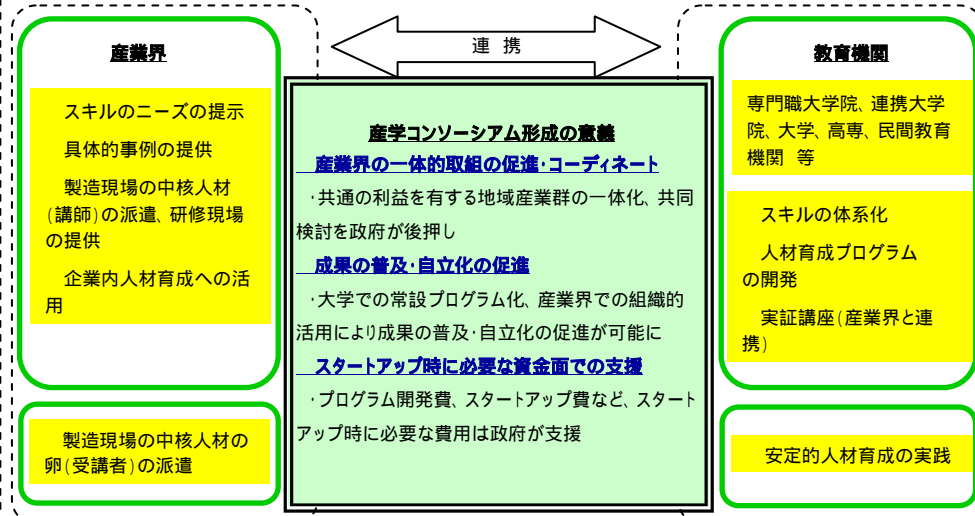 産業界
スキルのニーズの提示
具体的事例の提供
製造現場の中核人材
(講師)の派遣、研修現場
の提供
企業内人材育成への活
用
製造現場の中核人材の
卵(受講者)の派遣
連 携
産学コンソーシアム形成の意義
産業界の一体的取組の促進・コーディネート
・共通の利益を有する地域産業群の一体化、共同
検討を政府が後押し
成果の普及・自立化の促進
・大学での常設プログラム化、産業界での組織的
活用により成果の普及・自立化の促進が可能に
スタートアップ時に必要な資金面での支援
・プログラム開発費、スタートアップ費など、スタート
アップ時に必要な費用は政府が支援
教育機関
専門職大学院、連携大学
院、大学、高専、民間教育
機関 等
スキルの体系化
人材育成プログラム
の開発
実証講座(産業界と連
携)
安定的人材育成の実践